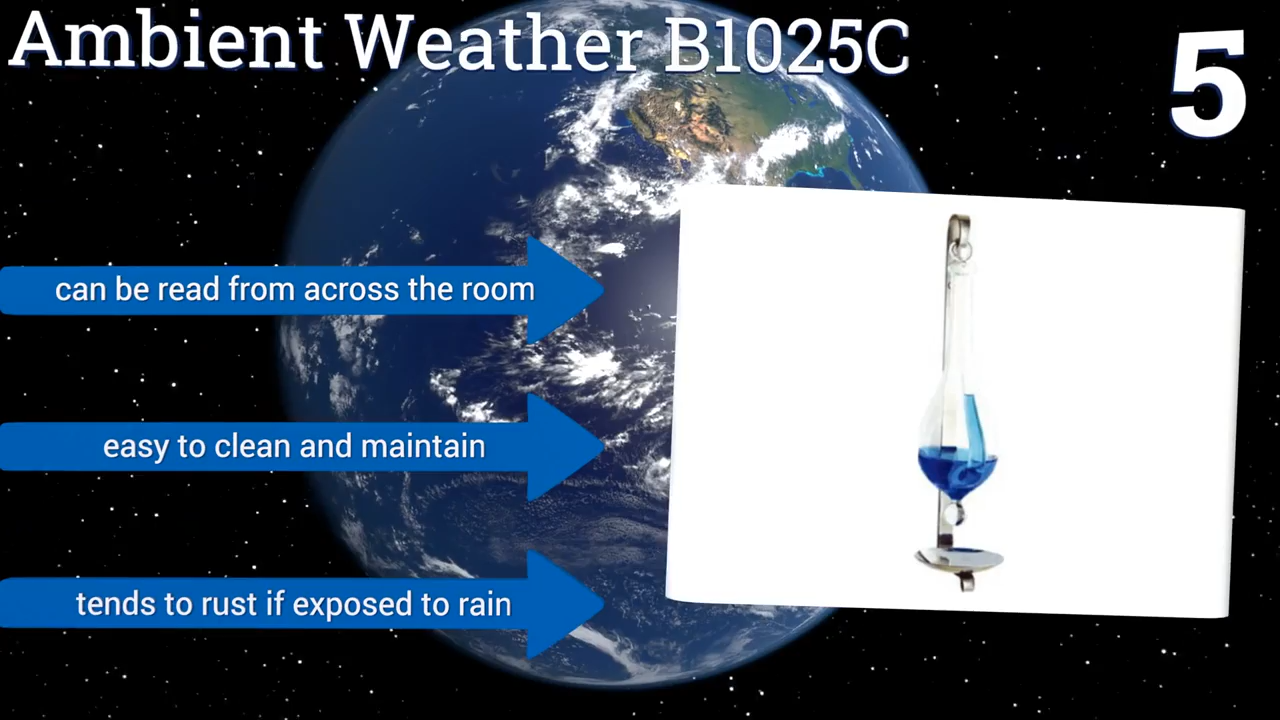 Ambient Weather B1025C
5
can be read from across the room
easy to clean and maintain
tends to rust if exposed to rain